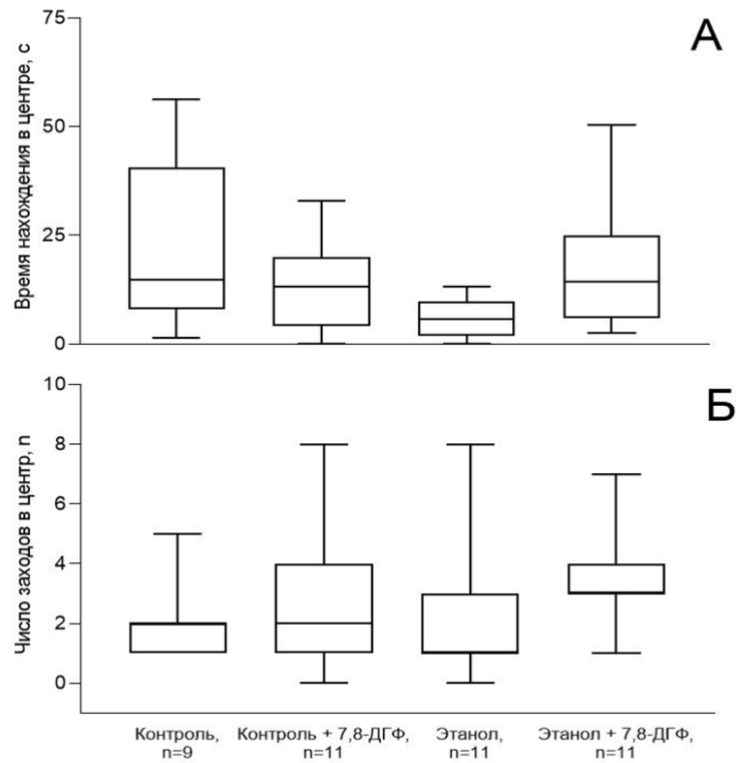 А
Время нахождения в центре, с
75
50
25
0
Б
Число заходов в центр, n
10
8
6
4
2
0
Контроль,
n=9
Контроль + 7,8-ДГФ,
n=11
Этанол,
n=11
Этанол + 7,8-ДГФ,
n=11